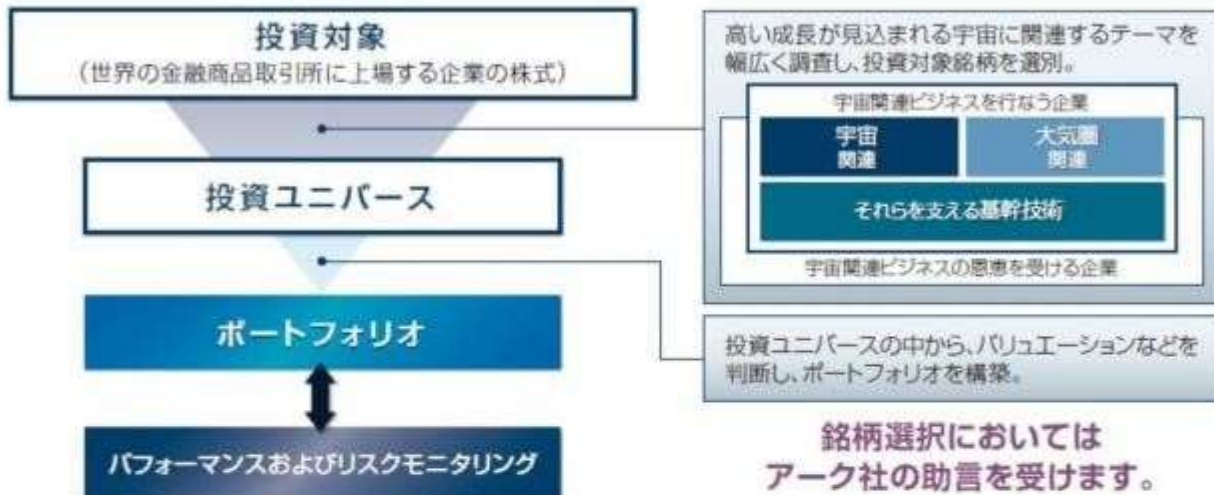 投資対象
（世界の金融商品取引所に上場する企業の株式）
投資ユニバース
ポートフォリオ
パフォーマンスおよびリスクモニタリング
高い成長が見込まれる宇宙に関連するテーマを
幅広く調査し、投資対象銘柄を選別。
宇宙関連ビジネスを行なう企業
宇宙
関連
大気圏
関連
それらを支える基幹技術
宇宙関連ビジネスの恩恵を受ける企業
投資ユニバースの中から、バリュエーションなどを
判断し、ポートフォリオを構築。
銘柄選択においては
アーク社の助言を受けます。